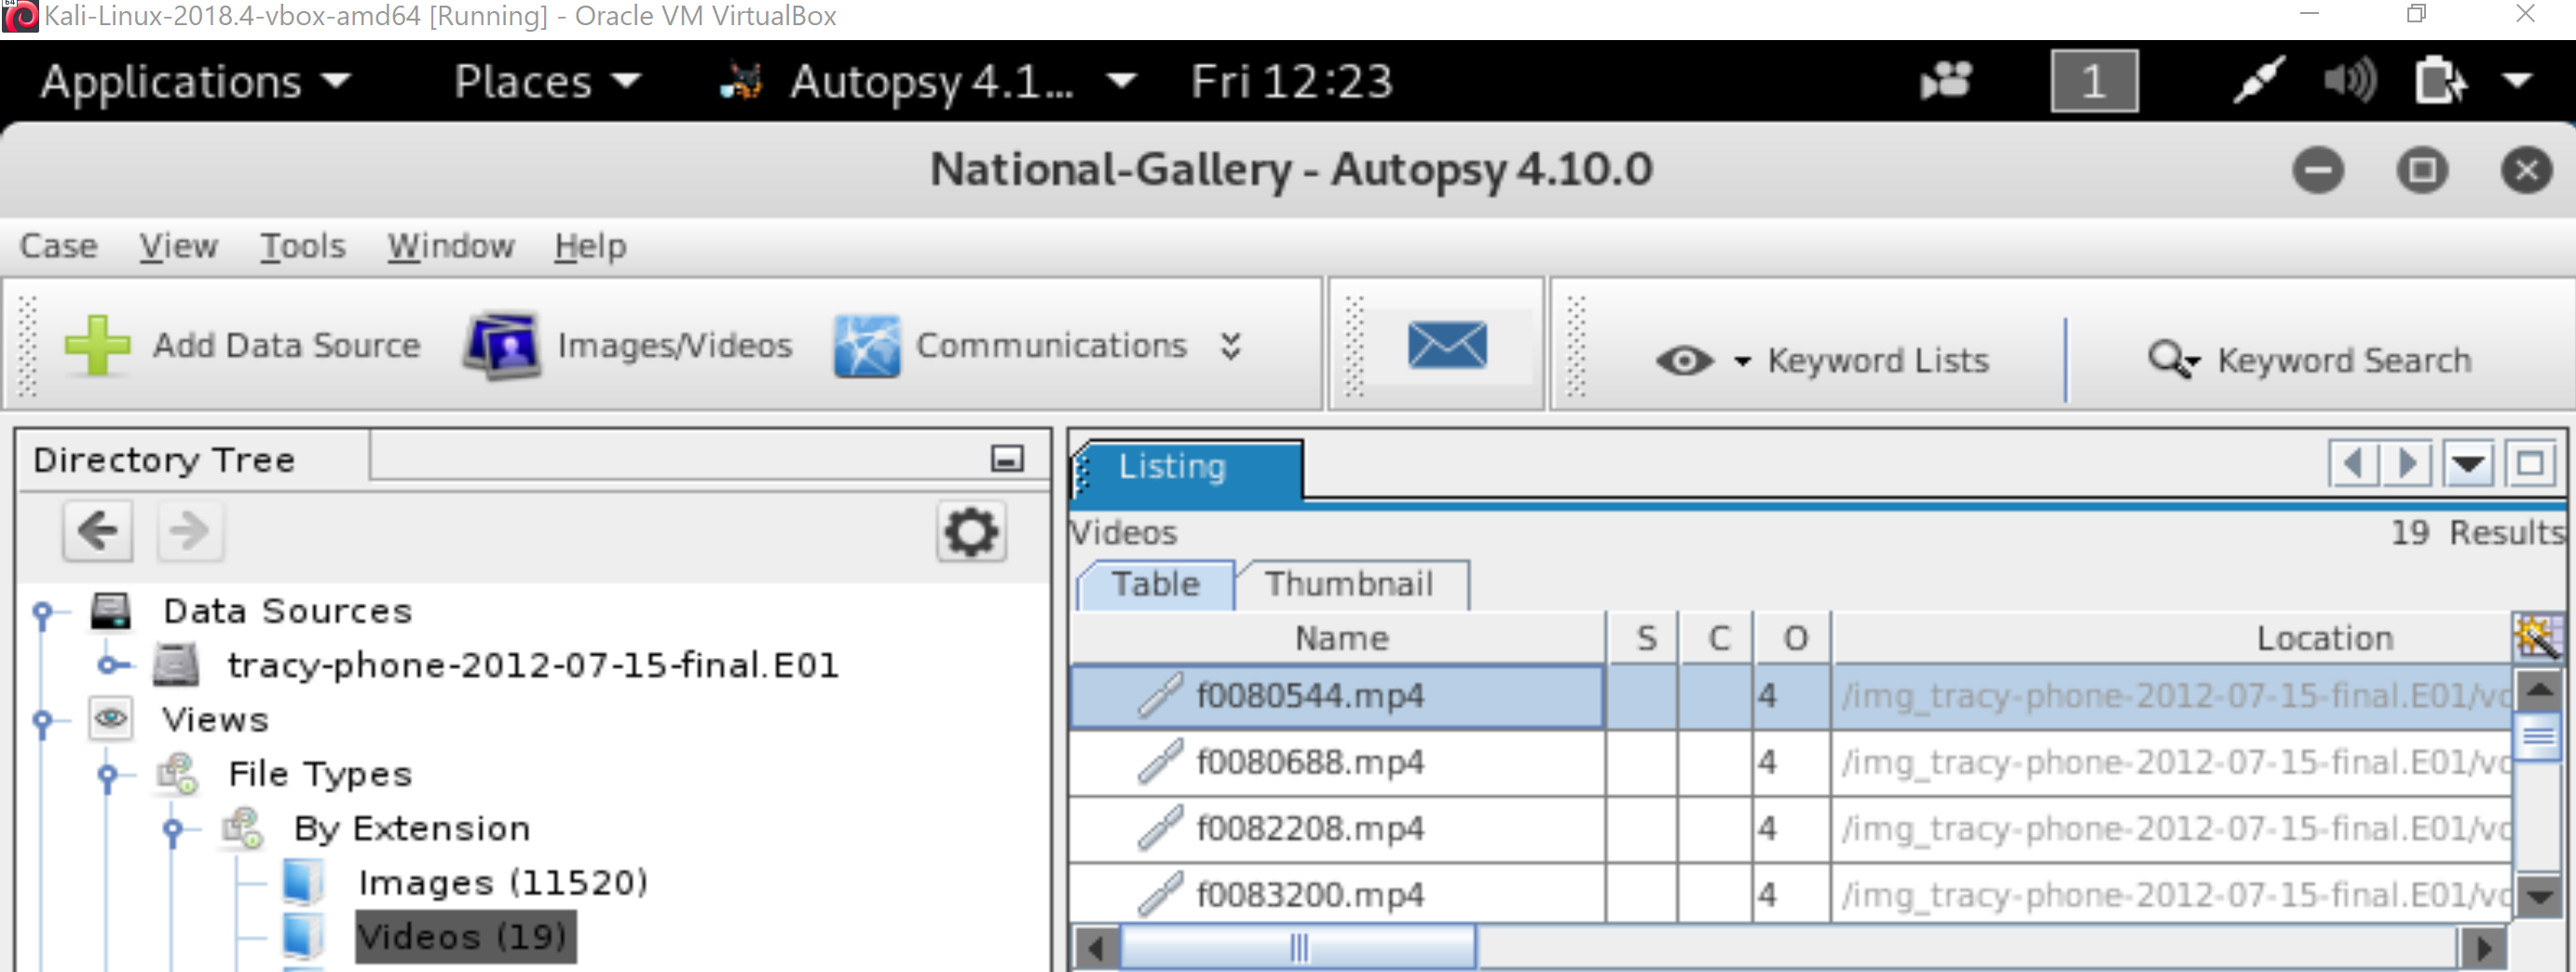 Kali-Linux-2018.4-vbox-amd64 [Running] - Oracle VM VirtualBox
Applications Places Autopsy 4.1... Fri 12:23 1
National-Gallery - Autopsy 4.10.0
Case View Tools Window Help
Add Data Source Images/Videos Communications Keyword Lists Keyword Search
Directory Tree
Listing
Videos 19 Results
Table Thumbnail
Name S C O Location
Data Sources
tracy-phone-2012-07-15-final.E01
Views
File Types
By Extension
Images (11520)
Videos (19)
f0080544.mp4 4 /img_tracy-phone-2012-07-15-final.E01/vo
f0080688.mp4 4 /img_tracy-phone-2012-07-15-final.E01/vo
f0082208.mp4 4 /img_tracy-phone-2012-07-15-final.E01/vo
f0083200.mp4 4 /img_tracy-phone-2012-07-15-final.E01/vo